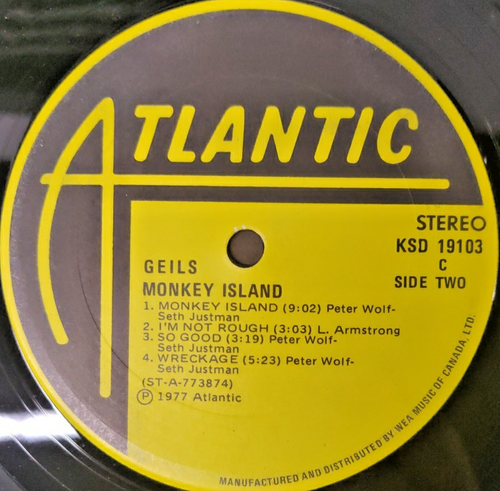 ATLANTIC
STEREO
KSD 19103
C
SIDE TWO
GEILS
MONKEY ISLAND
1. MONKEY ISLAND (9:02) Peter Wolf-
Seth Justman
2. I'M NOT ROUGH (3:03) L. Armstrong
3. SO GOOD (3:19) Peter Wolf-
Seth Justman
4. WRECKAGE (5:23) Peter Wolf-
Seth Justman
(ST-A-773874)
Ⓟ 1977 Atlantic
MANUFACTURED AND DISTRIBUTED BY WEA MUSIC OF CANADA, LTD.